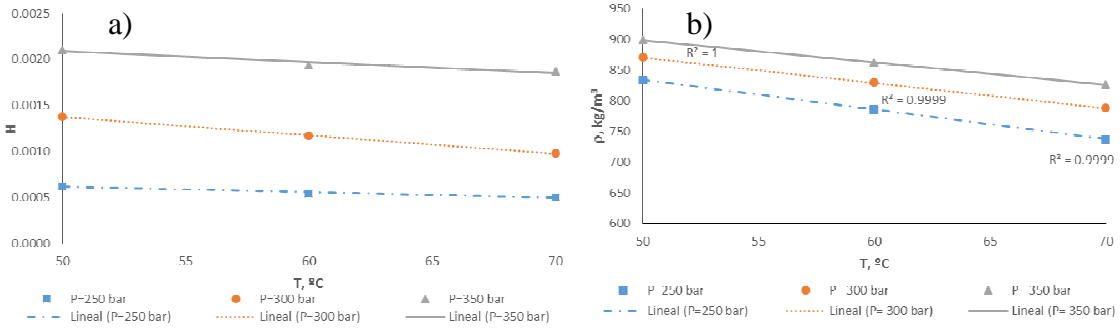 a)
0.0025
0.0020
0.0015
0.0010
0.0005
0.0000
H
50
55
60
65
70
T, ºC
P=250 bar
P=300 bar
P=350 bar
Lineal (P=250 bar)
Lineal (P=300 bar)
Lineal (P=350 bar)
b)
950
900
850
800
750
700
650
600
ρ, kg/m³
R² = 1
R² = 0.9999
R² = 0.9999
50
55
60
65
70
T, ºC
P=250 bar
P=300 bar
P=350 bar
Lineal (P=250 bar)
Lineal (P= 300 bar)
Lineal (P= 350 bar)